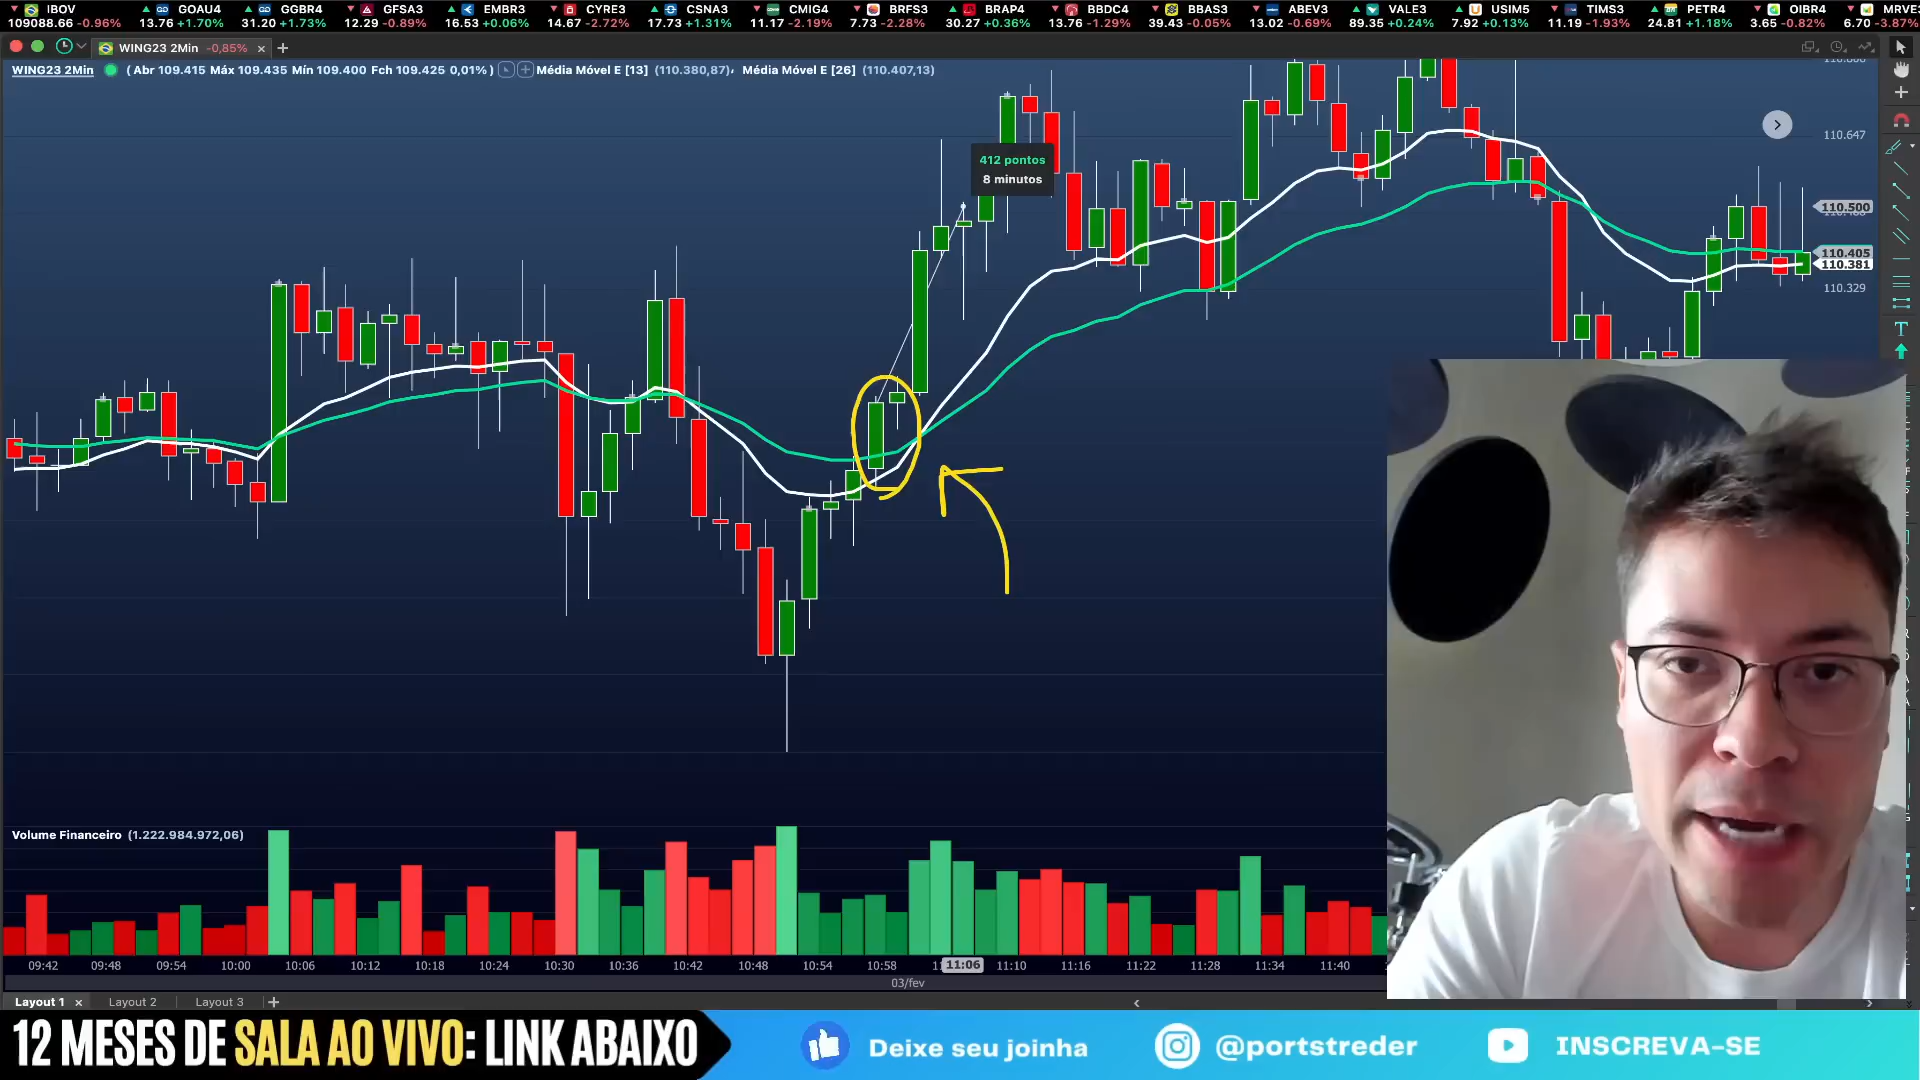 IBOV GOAU4 GGBR4 GFSA3 EMBR3 CYRE3 CSNA3 CMIG4 BRFS3 BRAP4 BBDC4 BBAS3 ABEV3 VALE3 USIM5 TIMS3 PETR4 OIBR4 MRVE
109088.66 -0.96% 13.76 +1.70% 31.20 +1.73% 12.29 -0.89% 16.53 +0.06% 14.67 -2.72% 17.73 +1.31% 11.17 -2.19% 7.73 -2.28% 30.27 +0.36% 13.76 -1.29% 39.43 -0.05% 13.02 -0.69% 89.35 +0.24% 7.92 +0.13% 11.19 -1.93% 24.81 +1.18% 3.65 -0.82% 6.70 -3.87%
WING23 2Min -0,85%
WING23 2Min ( Abr 109.415 Máx 109.435 Mín 109.400 Fch 109.425 0,01% ) Média Móvel E [13] (110.380,87) Média Móvel E [26] (110.407,13)
110.647
412 pontos
8 minutos
110.500
110.405
110.381
110.329
Volume Financeiro (1.222.984.972,06)
09:42 09:48 09:54 10:00 10:06 10:12 10:18 10:24 10:30 10:36 10:42 10:48 10:54 10:58 11:06 11:10 11:16 11:22 11:28 11:34 11:40
03/fev
Layout 1 Layout 2 Layout 3
12 MESES DE SALA AO VIVO: LINK ABAIXO Deixe seu joinha @portstreder INSCREVA-SE